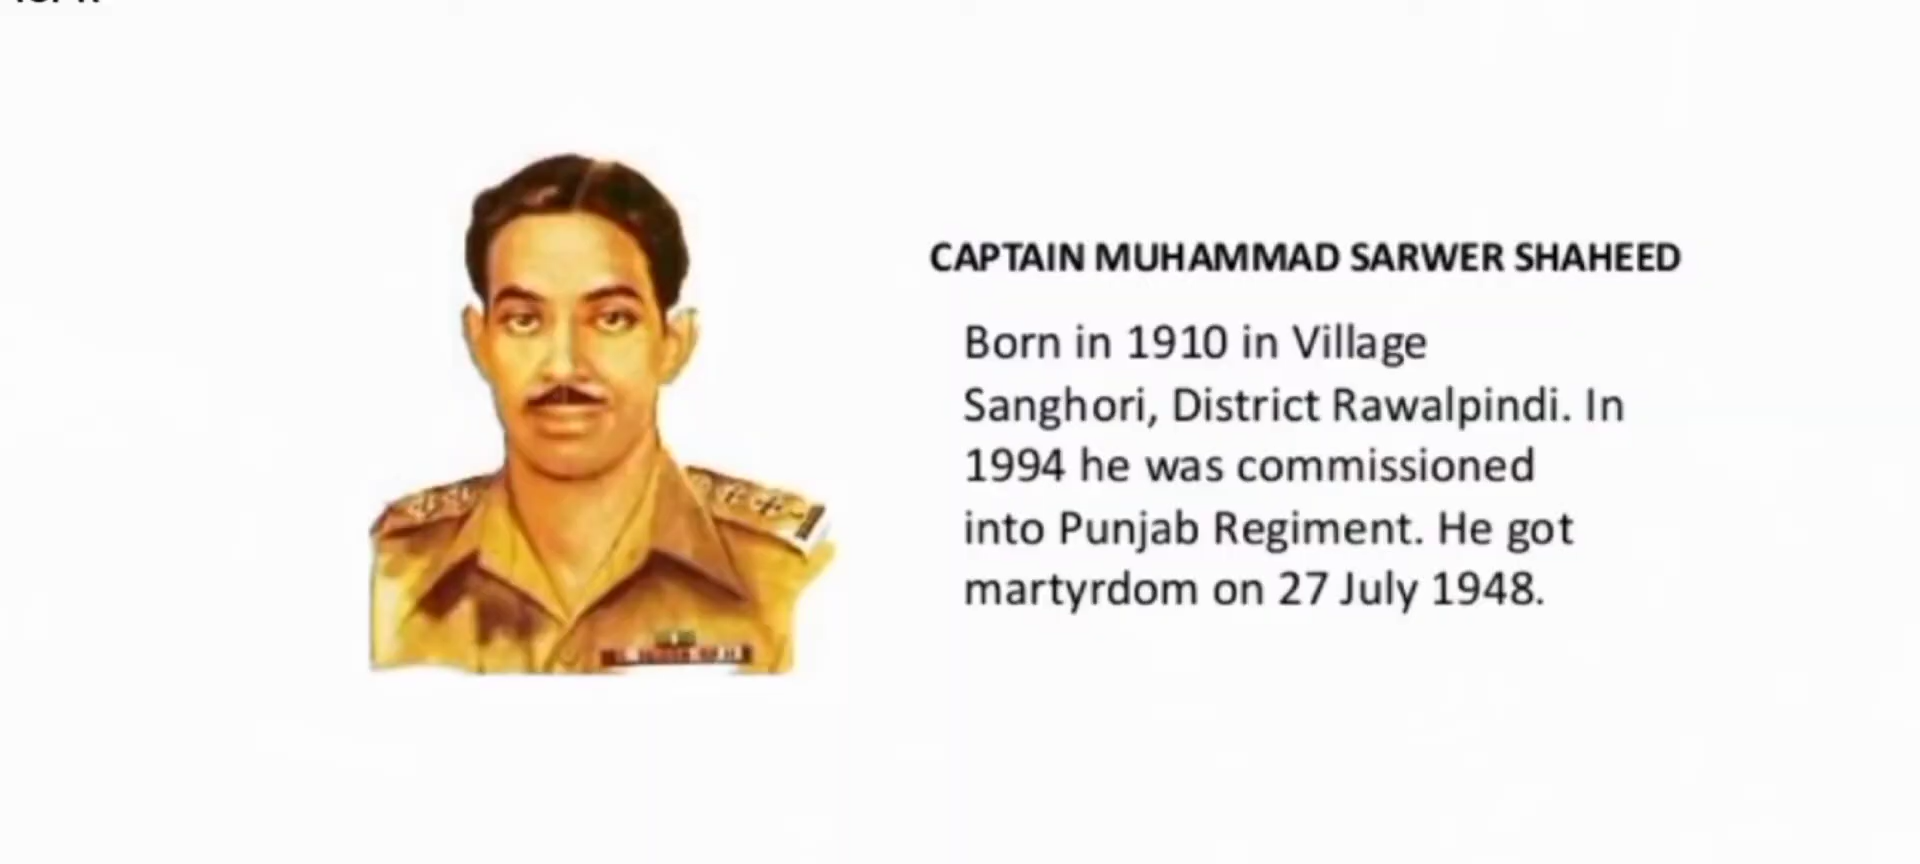 CAPTAIN MUHAMMAD SARWER SHAHEED
Born in 1910 in Village
Sanghori, District Rawalpindi. In
1994 he was commissioned
into Punjab Regiment. He got
martyrdom on 27 July 1948.